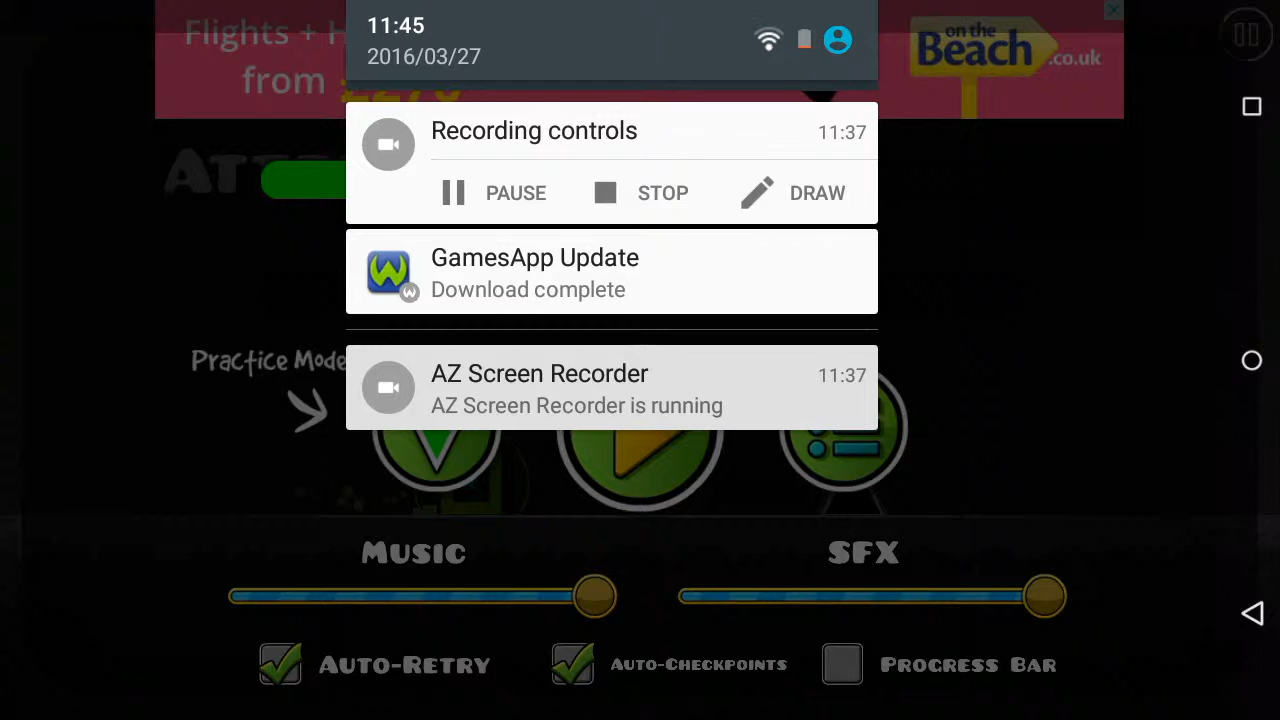 Flights +
from
on the
Beach
.co.uk
11:45
2016/03/27
Recording controls
11:37
PAUSE
STOP
DRAW
GamesApp Update
Download complete
AZ Screen Recorder
11:37
AZ Screen Recorder is running
Practice Mode
Music
SFX
Auto-Retry
Auto-Checkpoints
Progress Bar